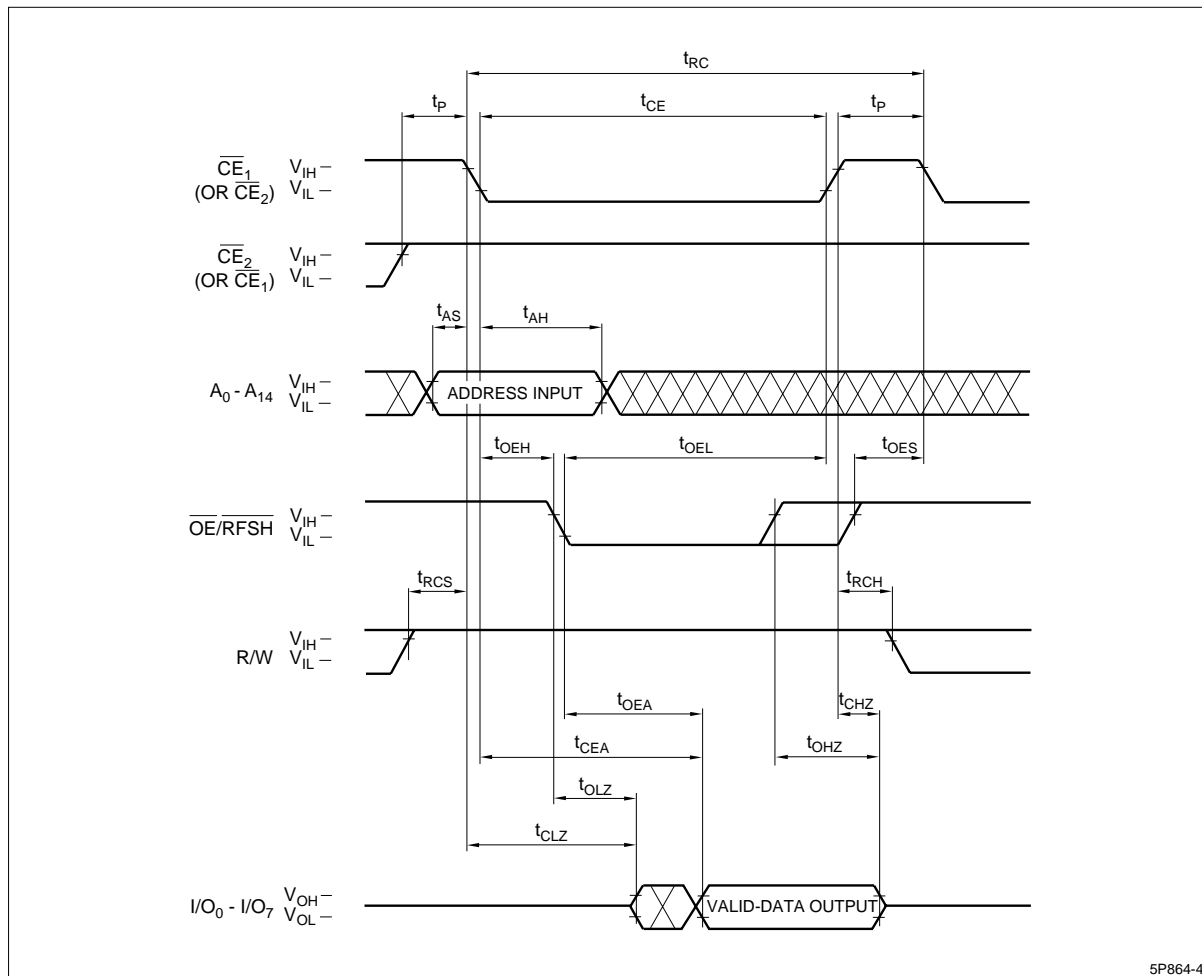 tRC
tP tCE tP
CE1 VIH
(OR CE2) VIL
CE2 VIH
(OR CE1) VIL
tAS tAH
A0 - A14 VIH
VIL
ADDRESS INPUT
tOEH tOEL tOES
OE/RFSH VIH
VIL
tRCS tRCH
R/W VIH
VIL
tOEA tCHZ
tCEA tOHZ
tOLZ
tCLZ
I/O0 - I/O7 VOH
VOL
VALID-DATA OUTPUT
5P864-4